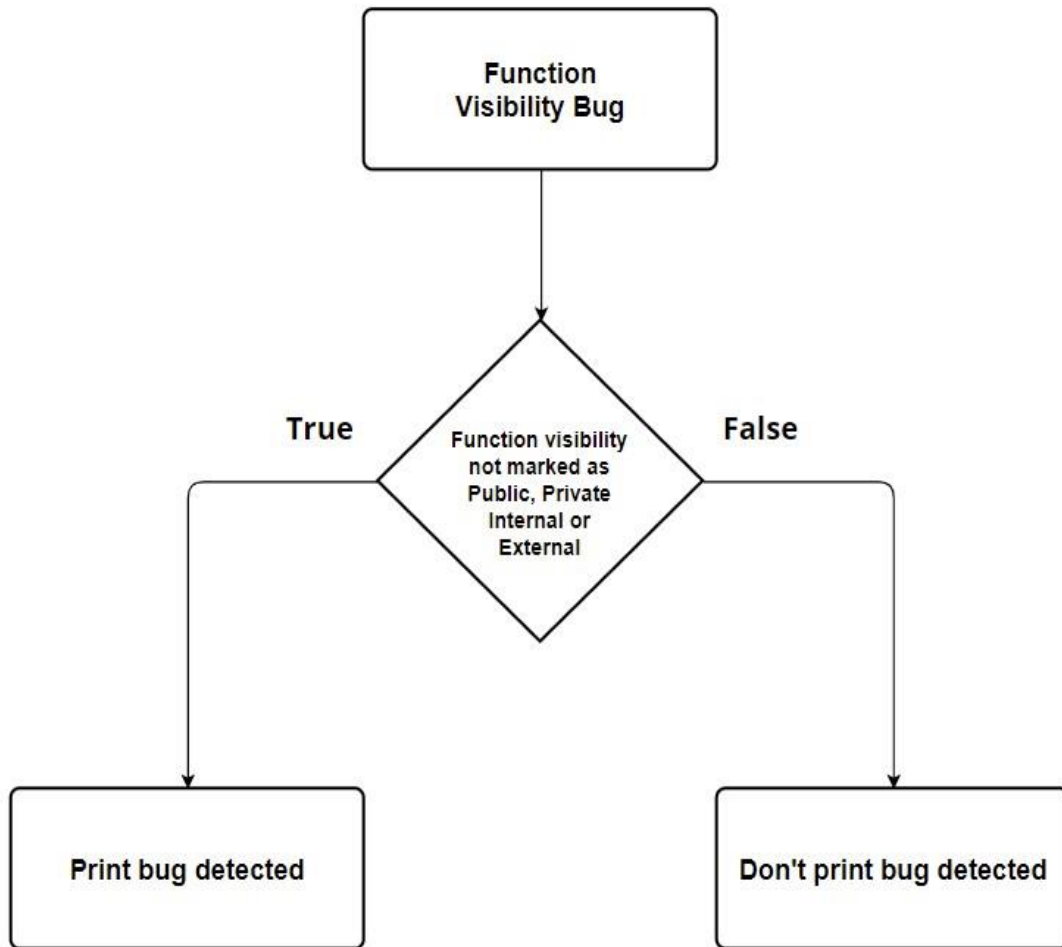 Function
Visibility Bug
True
False
Function visibility
not marked as
Public, Private
Internal or
External
Print bug detected
Don't print bug detected